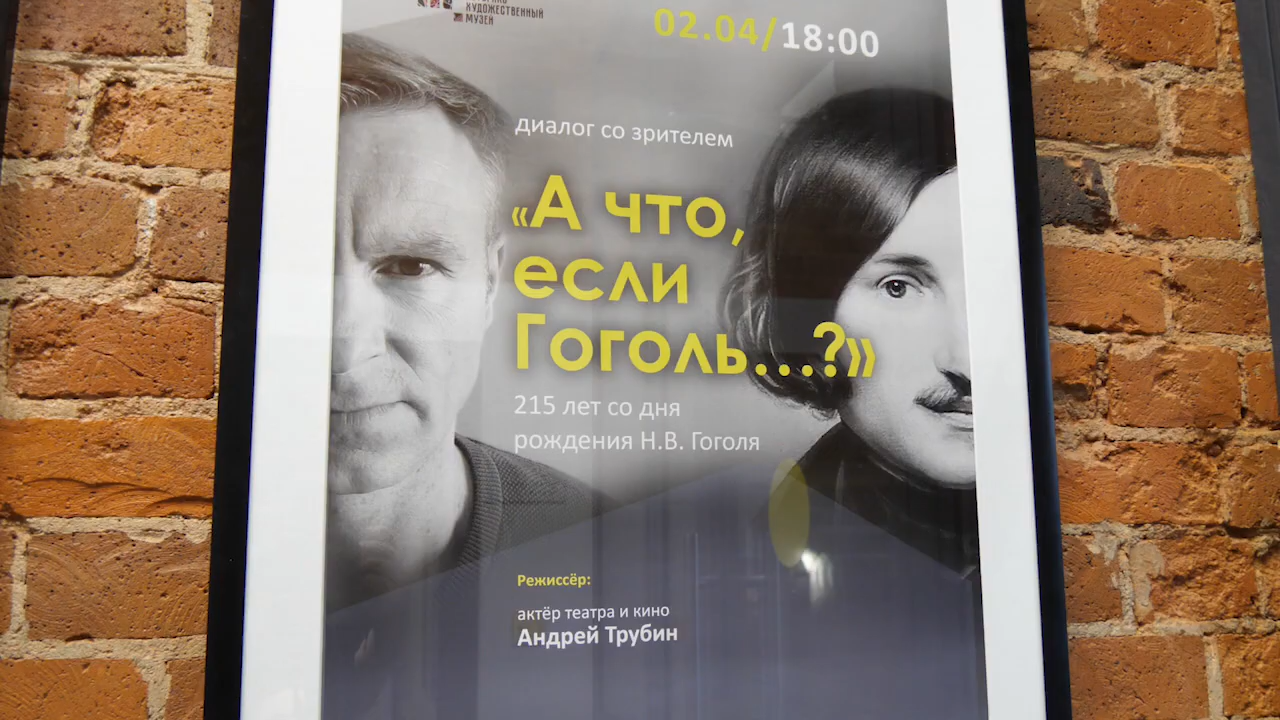 ХУДОЖЕСТВЕННЫЙ
МУЗЕЙ
02.04/18:00
диалог со зрителем
«А что,
если
Гоголь...?»
215 лет со дня
рождения Н.В. Гоголя
Режиссёр:
актёр театра и кино
Андрей Трубин